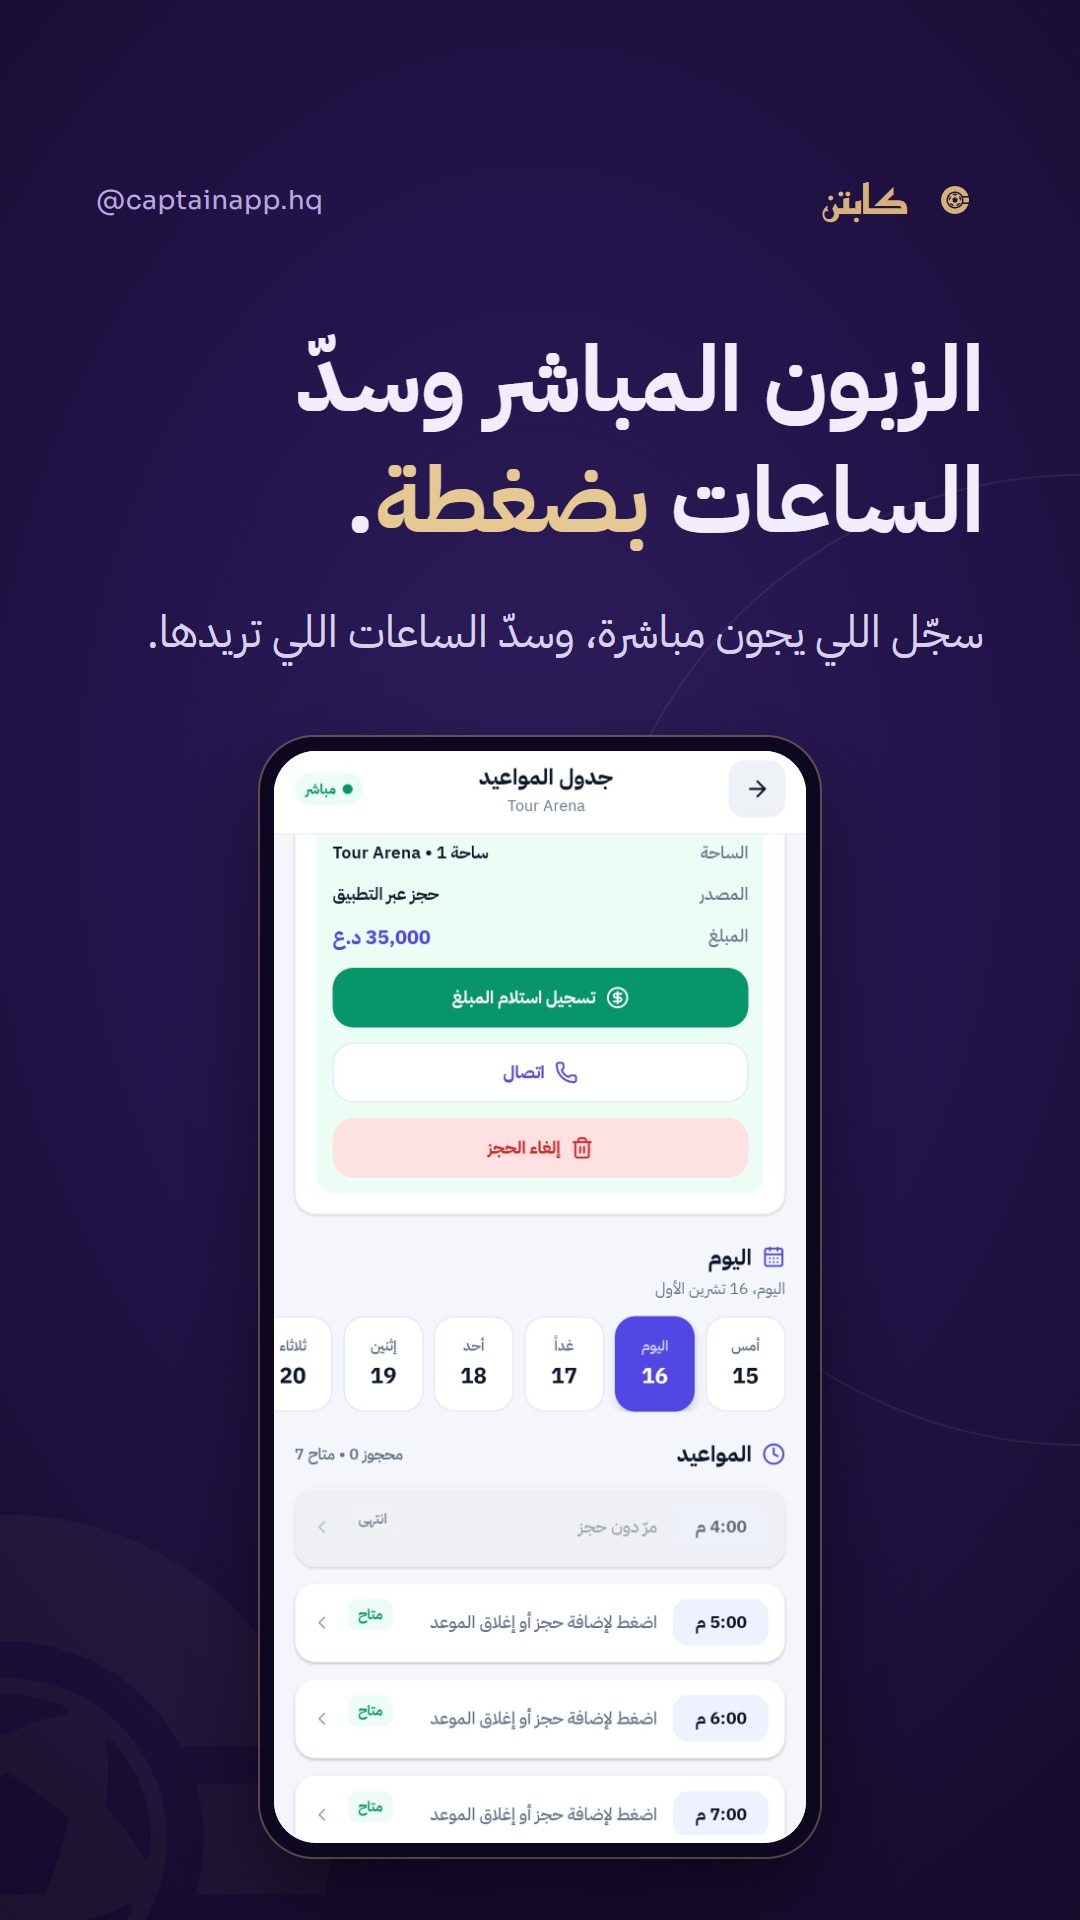 كابتن
@captainapp.hq
الزبون المباشر وسدّ
الساعات بضغطة.
سجّل اللي يجون مباشرة، وسدّ الساعات اللي تريدها.
جدول المواعيد
Tour Arena
مباشر
الساحة
ساحة 1 • Tour Arena
المصدر
حجز عبر التطبيق
المبلغ
35,000 د.ع
تسجيل استلام المبلغ
اتصال
إلغاء الحجز
اليوم
اليوم، 16 تشرين الأول
أمس اليوم غداً أحد إثنين ثلاثاء
15 16 17 18 19 20
المواعيد
محجوز 0 • متاح 7
4:00 م مرّ دون حجز انتهى
5:00 م اضغط لإضافة حجز أو إغلاق الموعد متاح
6:00 م اضغط لإضافة حجز أو إغلاق الموعد متاح
7:00 م اضغط لإضافة حجز أو إغلاق الموعد متاح